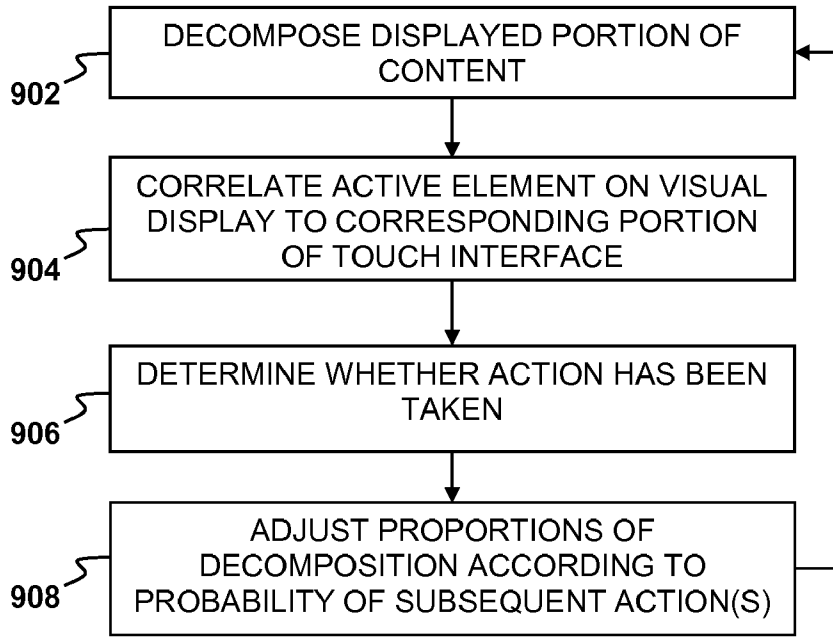 DECOMPOSE DISPLAYED PORTION OF
CONTENT
902
CORRELATE ACTIVE ELEMENT ON VISUAL
DISPLAY TO CORRESPONDING PORTION
OF TOUCH INTERFACE
904
DETERMINE WHETHER ACTION HAS BEEN
TAKEN
906
ADJUST PROPORTIONS OF
DECOMPOSITION ACCORDING TO
PROBABILITY OF SUBSEQUENT ACTION(S)
908